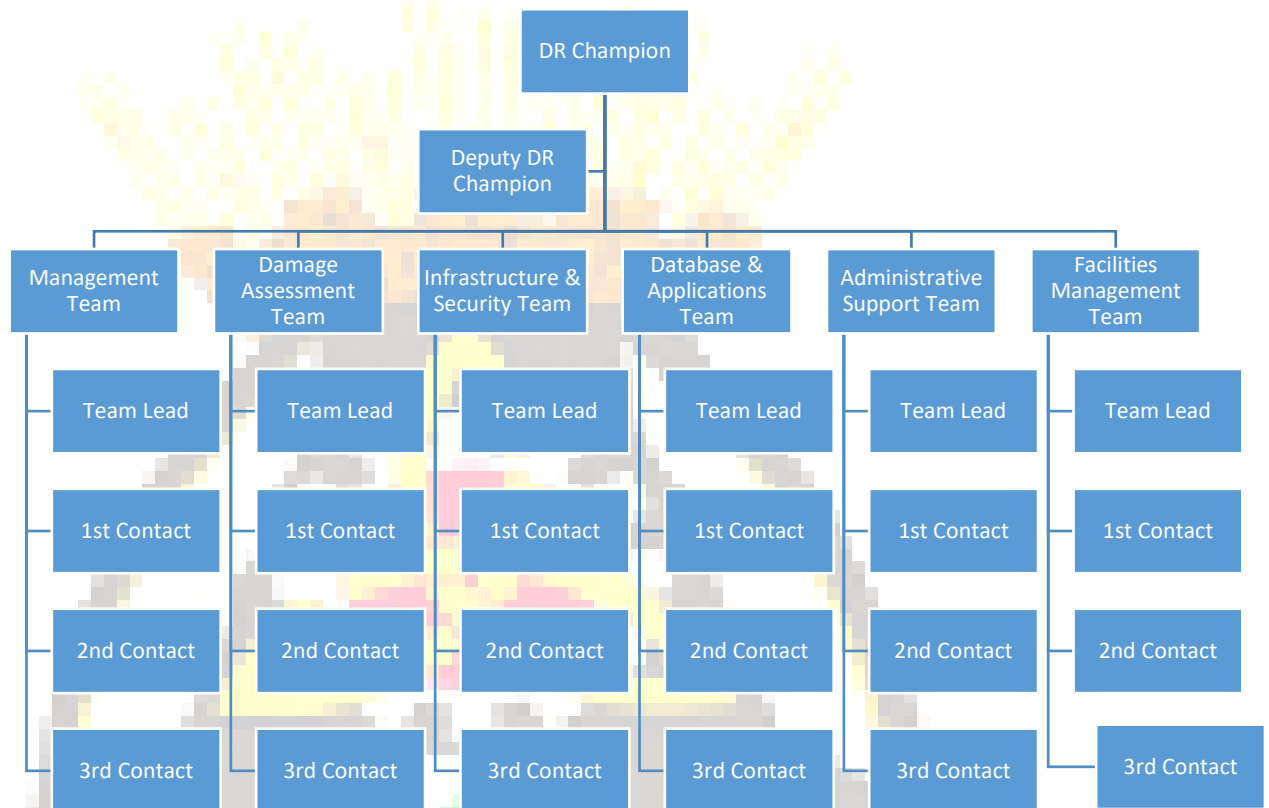 DR Champion
Deputy DR
Champion
Management
Team
Damage
Assessment
Team
Infrastructure &
Security Team
Database &
Applications
Team
Administrative
Support Team
Facilities
Management
Team
Team Lead
Team Lead
Team Lead
Team Lead
Team Lead
Team Lead
1st Contact
1st Contact
1st Contact
1st Contact
1st Contact
1st Contact
2nd Contact
2nd Contact
2nd Contact
2nd Contact
2nd Contact
2nd Contact
3rd Contact
3rd Contact
3rd Contact
3rd Contact
3rd Contact
3rd Contact